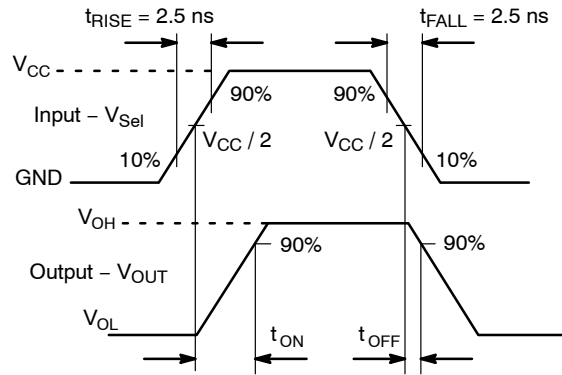 tRISE = 2.5 ns
tFALL = 2.5 ns
VCC
90%
90%
Input – VSel
VCC / 2
VCC / 2
10%
10%
GND
VOH
90%
90%
Output – VOUT
VOL
tON
tOFF